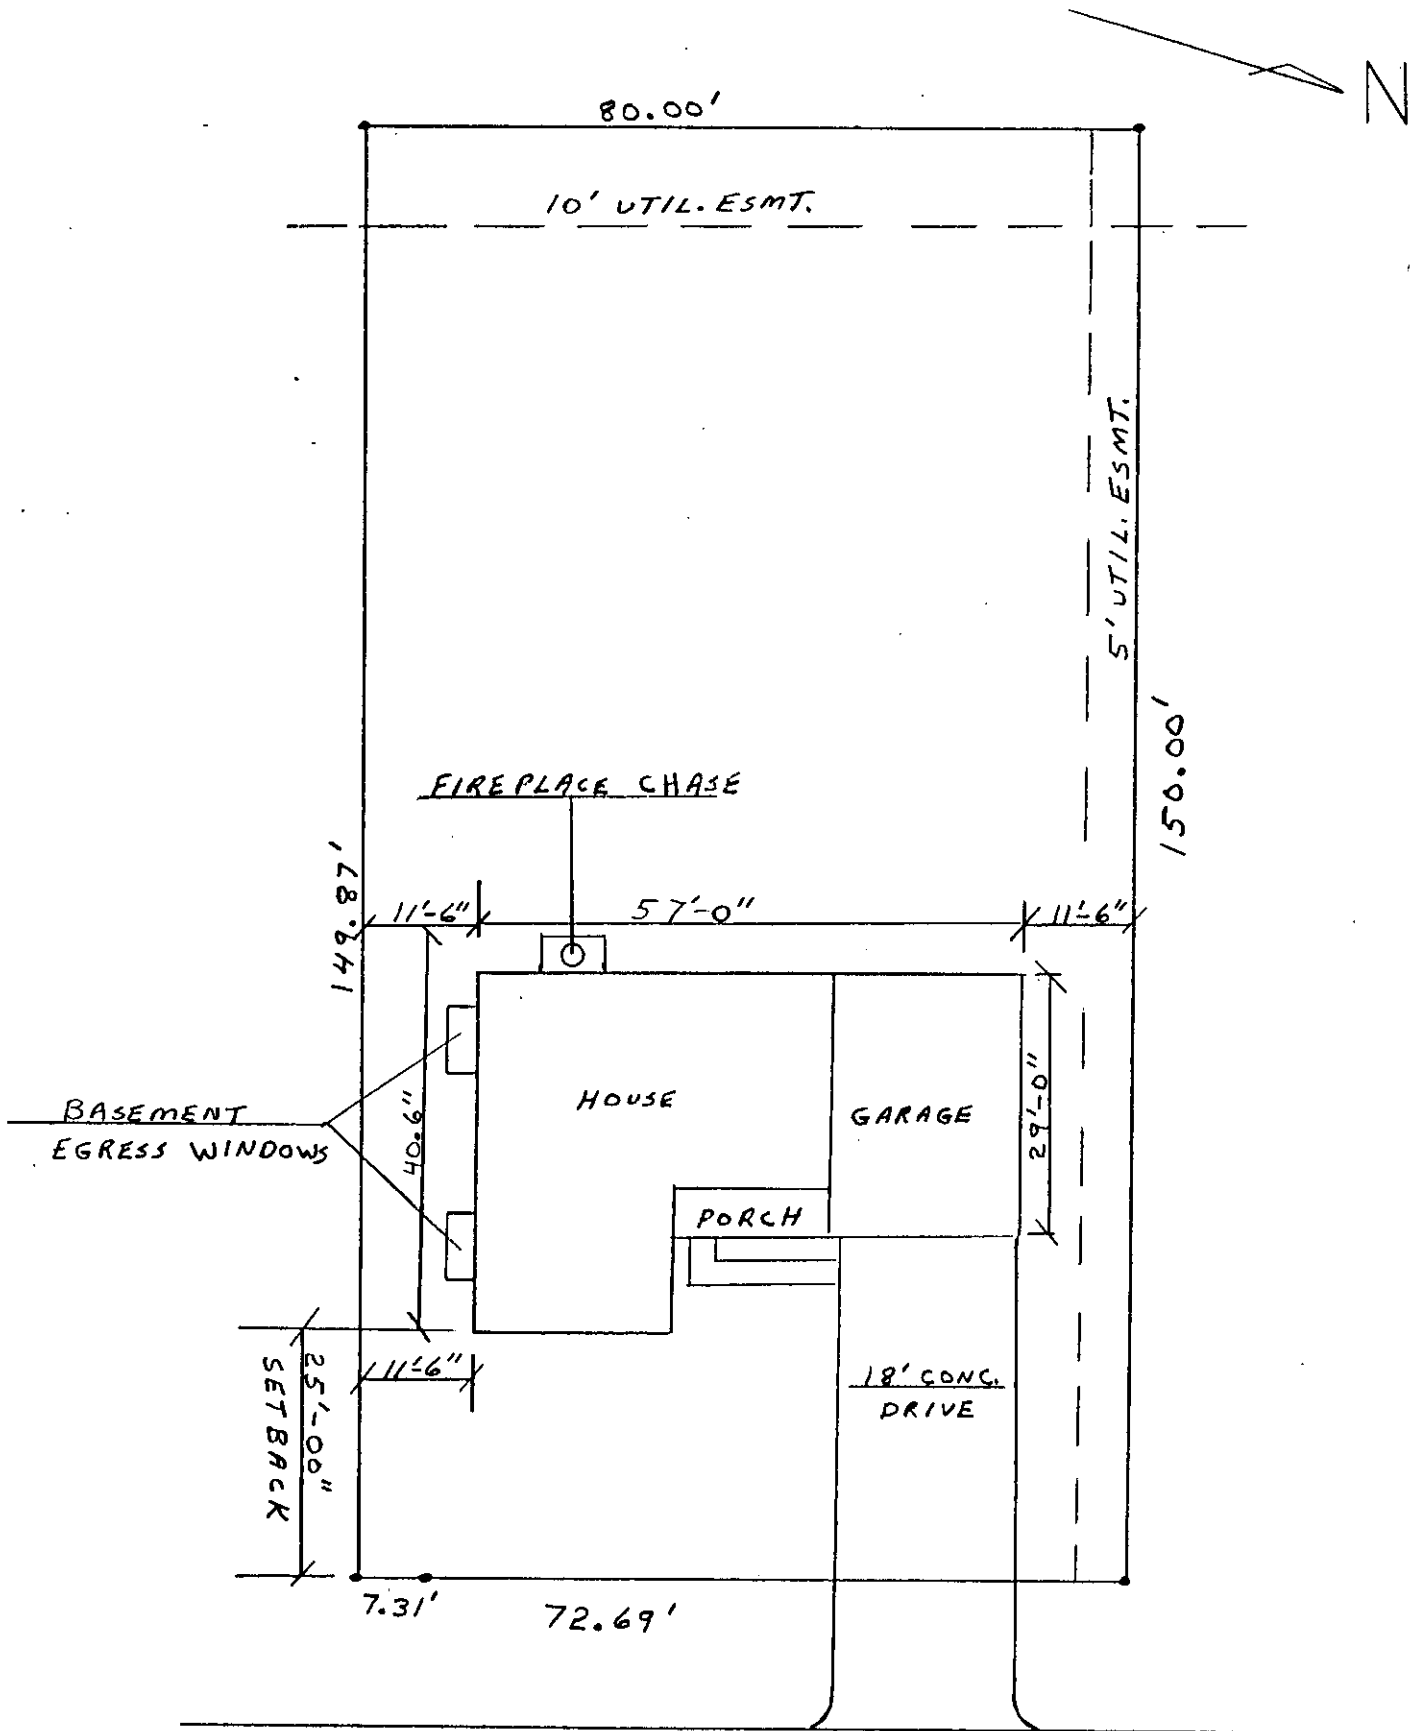 N
80.00'
10' UTIL. ESMT.
5' UTIL. ESMT.
150.00'
FIREPLACE CHASE
149.87'
11'-6"
57'-0"
11'-6"
HOUSE
GARAGE
29'-0"
40.6"
BASEMENT
EGRESS WINDOWS
PORCH
11'-6"
25'-00"
SETBACK
18' CONC.
DRIVE
7.31'
72.69'